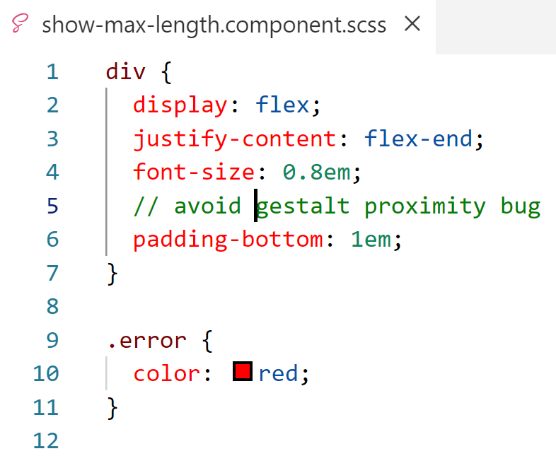 show-max-length.component.scss
1 div {
2 display: flex;
3 justify-content: flex-end;
4 font-size: 0.8em;
5 // avoid gestalt proximity bug
6 padding-bottom: 1em;
7 }
8
9 .error {
10 color: red;
11 }
12